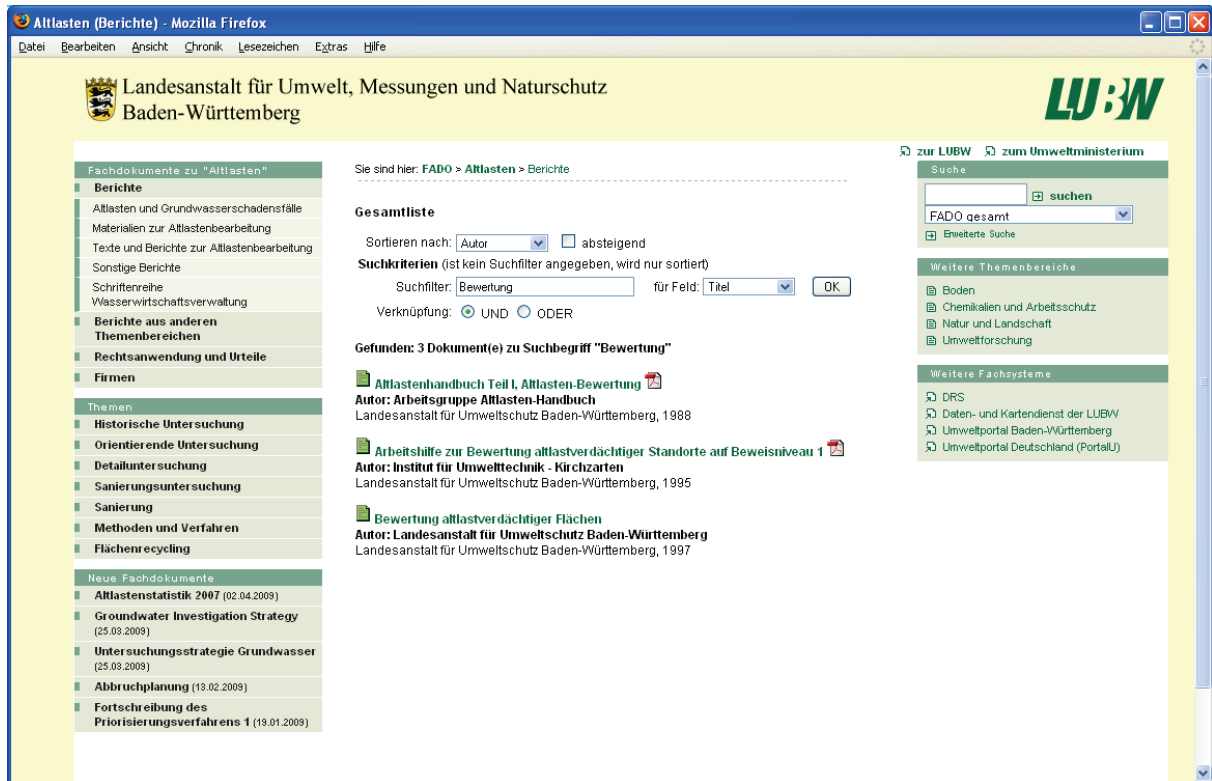 Altlasten (Berichte) - Mozilla Firefox
Datei Bearbeiten Ansicht Chronik Lesezeichen Extras Hilfe
Landesanstalt für Umwelt, Messungen und Naturschutz
Baden-Württemberg
LUBW
zur LUBW zum Umweltministerium
Fachdokumente zu "Altlasten"
Berichte
Altlasten und Grundwasserschadensfälle
Materialien zur Altlastenbearbeitung
Texte und Berichte zur Altlastenbearbeitung
Sonstige Berichte
Schriftenreihe
Wasserwirtschaftsverwaltung
Berichte aus anderen
Themenbereichen
Rechtsanwendung und Urteile
Firmen
Themen
Historische Untersuchung
Orientierende Untersuchung
Detailuntersuchung
Sanierungsuntersuchung
Sanierung
Methoden und Verfahren
Flächenrecycling
Neue Fachdokumente
Altlastenstatistik 2007 (02.04.2009)
Groundwater Investigation Strategy
(25.03.2009)
Untersuchungsstrategie Grundwasser
(25.03.2009)
Abbruchplanung (13.02.2009)
Fortschreibung des
Priorisierungsverfahrens 1 (19.01.2009)
Sie sind hier: FADO > Altlasten > Berichte
Gesamtliste
Sortieren nach: Autor absteigend
Suchkriterien (ist kein Suchfilter angegeben, wird nur sortiert)
Suchfilter: Bewertung für Feld: Titel OK
Verknüpfung: UND ODER
Gefunden: 3 Dokument(e) zu Suchbegriff "Bewertung"
Altlastenhandbuch Teil I, Altlasten-Bewertung
Autor: Arbeitsgruppe Altlasten-Handbuch
Landesanstalt für Umweltschutz Baden-Württemberg, 1988
Arbeitshilfe zur Bewertung altlastverdächtiger Standorte auf Beweisniveau 1
Autor: Institut für Umwelttechnik - Kirchzarten
Landesanstalt für Umweltschutz Baden-Württemberg, 1995
Bewertung altlastverdächtiger Flächen
Autor: Landesanstalt für Umweltschutz Baden-Württemberg
Landesanstalt für Umweltschutz Baden-Württemberg, 1997
Suche
suchen
FADO gesamt
Erweiterte Suche
Weitere Themenbereiche
Boden
Chemikalien und Arbeitsschutz
Natur und Landschaft
Umweltforschung
Weitere Fachsysteme
DRS
Daten- und Kartendienst der LUBW
Umweltportal Baden-Württemberg
Umweltportal Deutschland (PortalU)